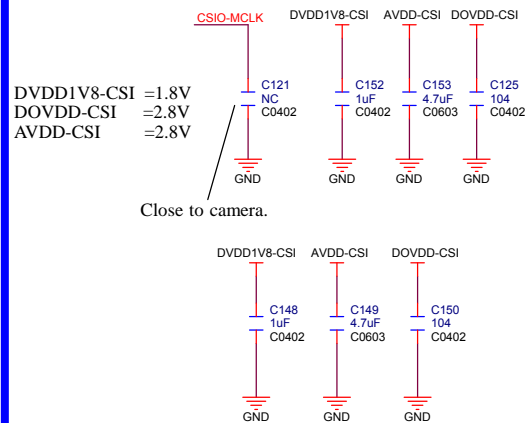 CSIO-MCLK
DVDD1V8-CSI
AVDD-CSI
DOVDD-CSI
DVDD1V8-CSI =1.8V
DOVDD-CSI =2.8V
AVDD-CSI =2.8V
C121
NC
C0402
C152
1uF
C0402
C153
4.7uF
C0603
C125
104
C0402
GND
GND
GND
GND
Close to camera.
DVDD1V8-CSI
AVDD-CSI
DOVDD-CSI
C148
1uF
C0402
C149
4.7uF
C0603
C150
104
C0402
GND
GND
GND